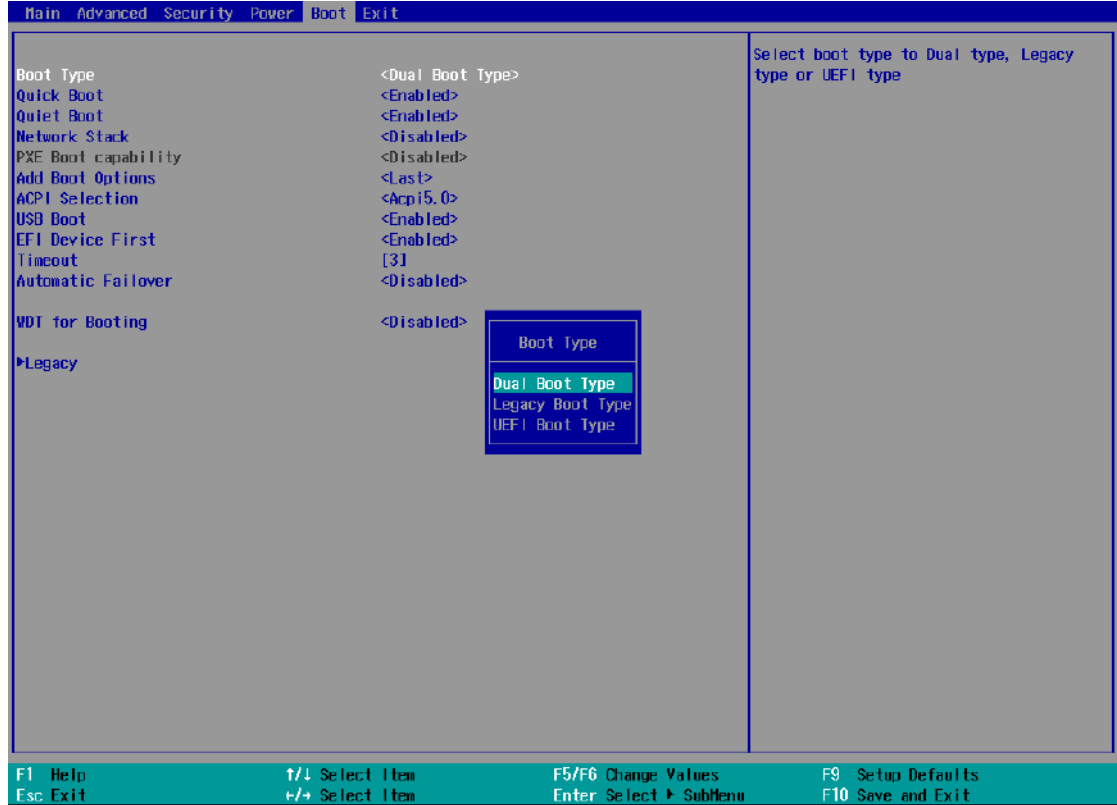 Main Advanced Security Power Boot Exit
Select boot type to Dual type, Legacy
type or UEFI type
Boot Type <Dual Boot Type>
Quick Boot <Enabled>
Quiet Boot <Enabled>
Network Stack <Disabled>
PXE Boot capability <Disabled>
Add Boot Options <Last>
ACPI Selection <Acpi5.0>
USB Boot <Enabled>
EFI Device First <Enabled>
Timeout [3]
Automatic Failover <Disabled>
WDT for Booting <Disabled>
▶Legacy
Boot Type
Dual Boot Type
Legacy Boot Type
UEFI Boot Type
F1 Help ↑/↓ Select Item F5/F6 Change Values F9 Setup Defaults
Esc Exit ←/→ Select Item Enter Select ▶ SubMenu F10 Save and Exit